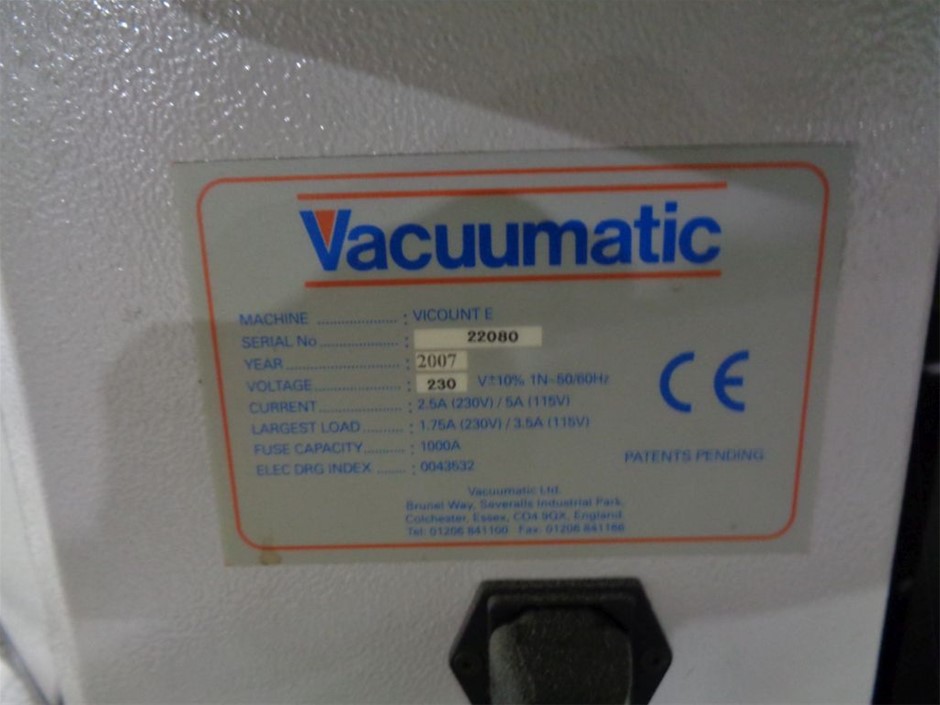 Vacuumatic
MACHINE .................... : VICOUNT E
SERIAL No .................... : 22080
YEAR .................... : 2007
VOLTAGE .................... : 230 V±10% 1N~50/60Hz
CURRENT .................... : 2.5A (230V) / 5A (115V)
LARGEST LOAD .......... : 1.75A (230V) / 3.5A (115V)
FUSE CAPACITY .......... : 1000A
ELEC DRG INDEX ........ : 0043532
CE
PATENTS PENDING
Vacuumatic Ltd.
Brunel Way, Severalls Industrial Park,
Colchester, Essex, CO4 9QX, England.
Tel: 01206 841100 Fax: 01206 841166